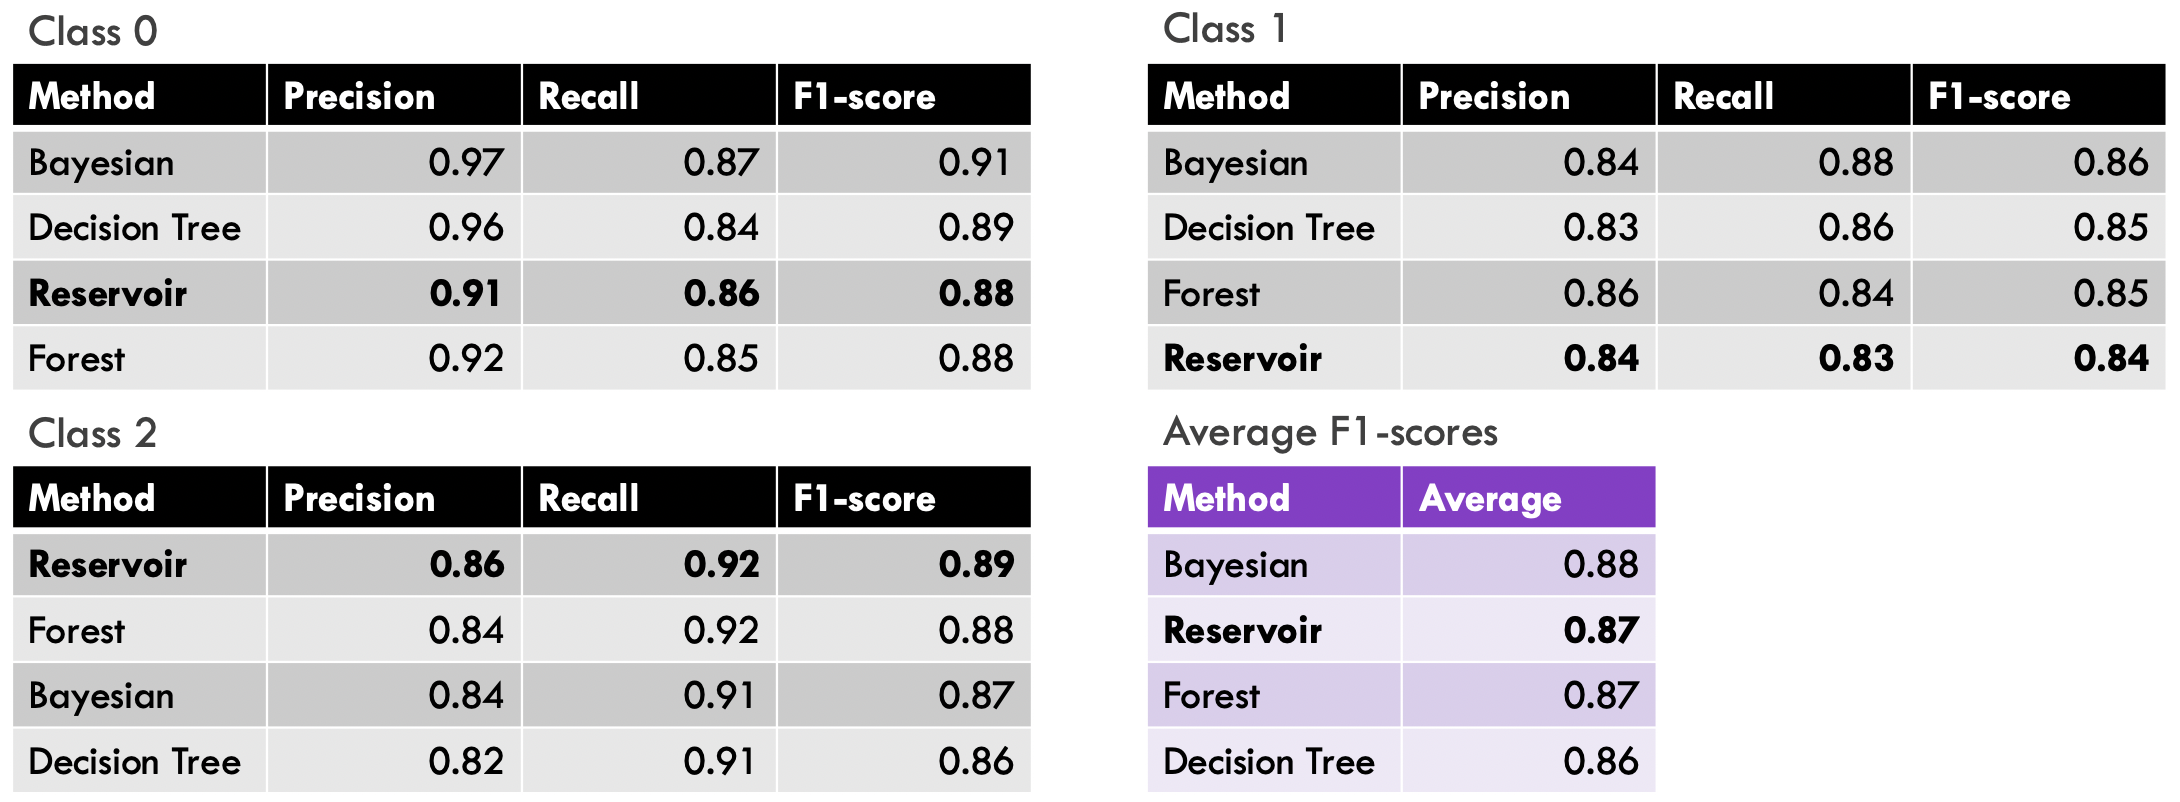 Class 0
Method Precision Recall F1-score
Bayesian 0.97 0.87 0.91
Decision Tree 0.96 0.84 0.89
Reservoir 0.91 0.86 0.88
Forest 0.92 0.85 0.88
Class 1
Method Precision Recall F1-score
Bayesian 0.84 0.88 0.86
Decision Tree 0.83 0.86 0.85
Forest 0.86 0.84 0.85
Reservoir 0.84 0.83 0.84
Class 2
Method Precision Recall F1-score
Reservoir 0.86 0.92 0.89
Forest 0.84 0.92 0.88
Bayesian 0.84 0.91 0.87
Decision Tree 0.82 0.91 0.86
Average F1-scores
Method Average
Bayesian 0.88
Reservoir 0.87
Forest 0.87
Decision Tree 0.86